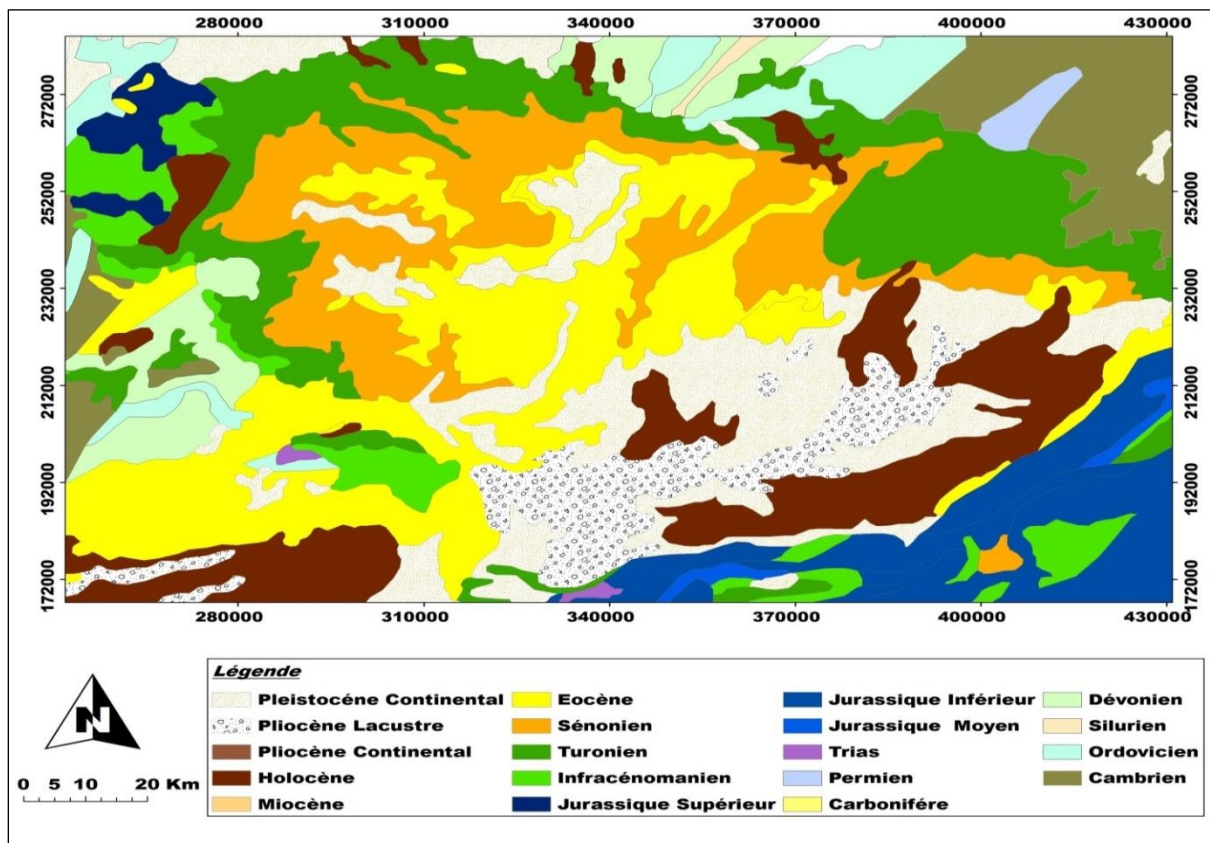 280000 310000 340000 370000 400000 430000
272000 272000
252000 252000
232000 232000
212000 212000
192000 192000
172000 172000
280000 310000 340000 370000 400000 430000
Légende
Pleistocéne Continental Eocène Jurassique Inférieur Dévonien
Pliocène Lacustre Sénonien Jurassique Moyen Silurien
Pliocène Continental Turonien Trias Ordovicien
Holocène Infracénomanien Permien Cambrien
Miocène Jurassique Supérieur Carbonifére
N
0 5 10 20 Km